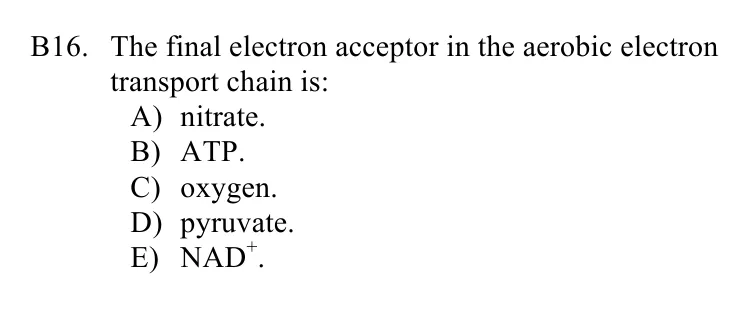 B16. The final electron acceptor in the aerobic electron
transport chain is:
A) nitrate.
B) ATP.
C) oxygen.
D) pyruvate.
E) NAD⁺.